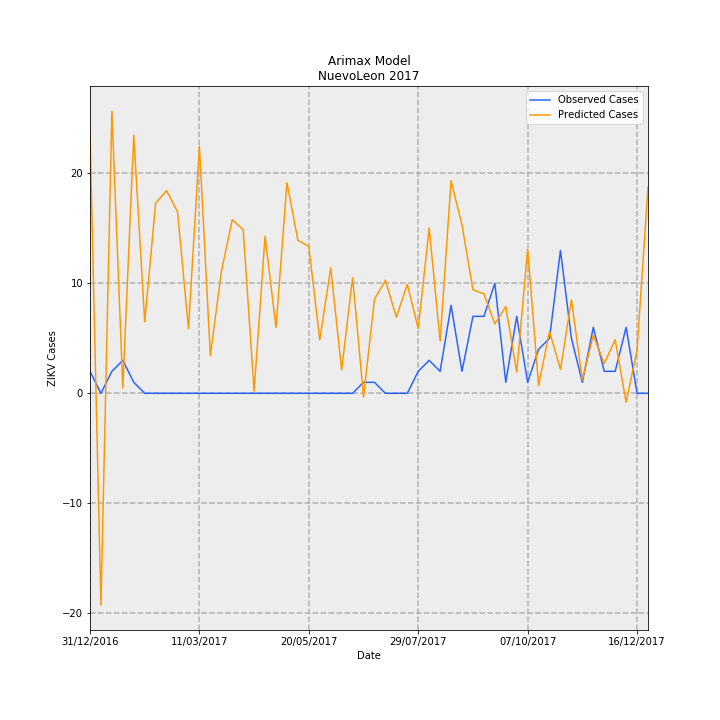 Arimax Model
NuevoLeon 2017
Observed Cases
Predicted Cases
ZIKV Cases
20
10
0
−10
−20
31/12/2016
11/03/2017
20/05/2017
29/07/2017
07/10/2017
16/12/2017
Date